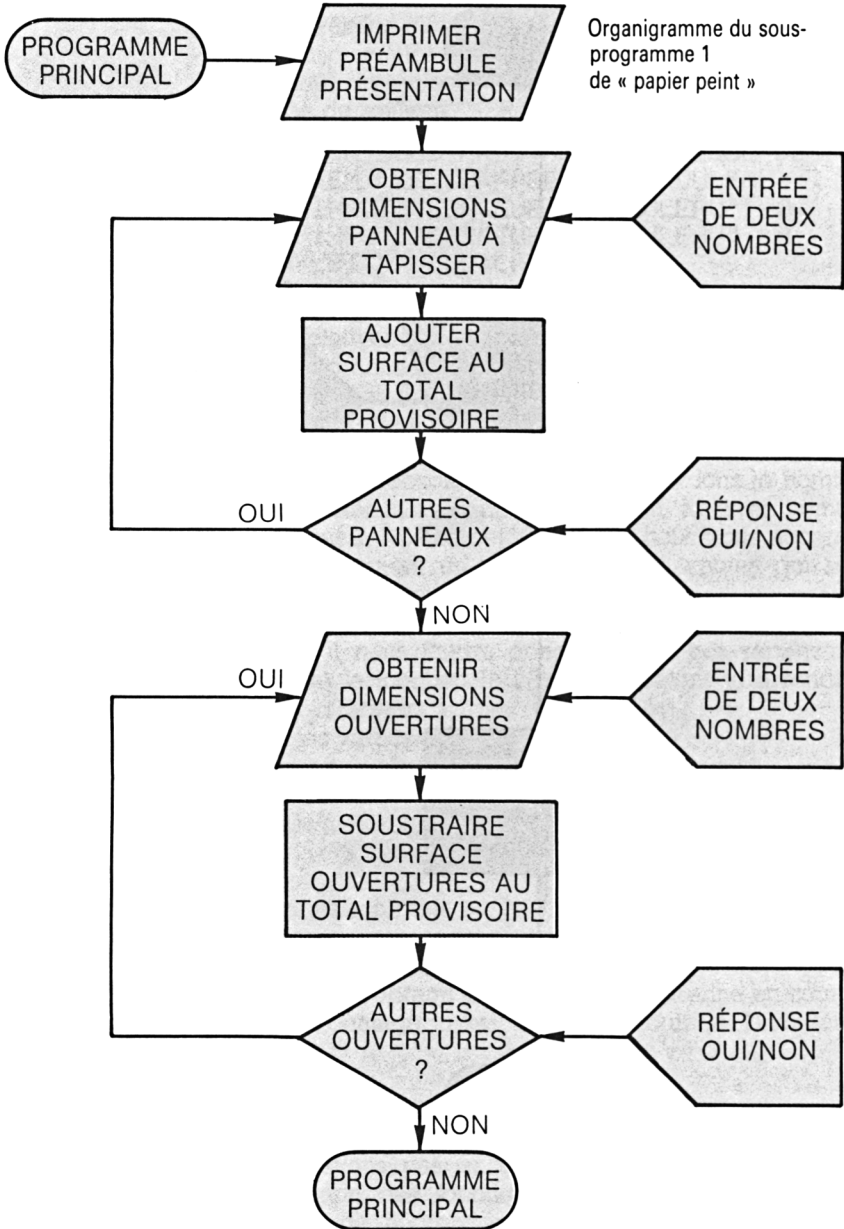 PROGRAMME
PRINCIPAL
IMPRIMER
PRÉAMBULE
PRÉSENTATION
Organigramme du sous-
programme 1
de « papier peint »
OBTENIR
DIMENSIONS
PANNEAU À
TAPISSER
ENTRÉE
DE DEUX
NOMBRES
AJOUTER
SURFACE AU
TOTAL
PROVISOIRE
OUI
AUTRES
PANNEAUX
?
RÉPONSE
OUI/NON
NON
OUI
OBTENIR
DIMENSIONS
OUVERTURES
ENTRÉE
DE DEUX
NOMBRES
SOUSTRAIRE
SURFACE
OUVERTURES AU
TOTAL PROVISOIRE
AUTRES
OUVERTURES
?
RÉPONSE
OUI/NON
NON
PROGRAMME
PRINCIPAL